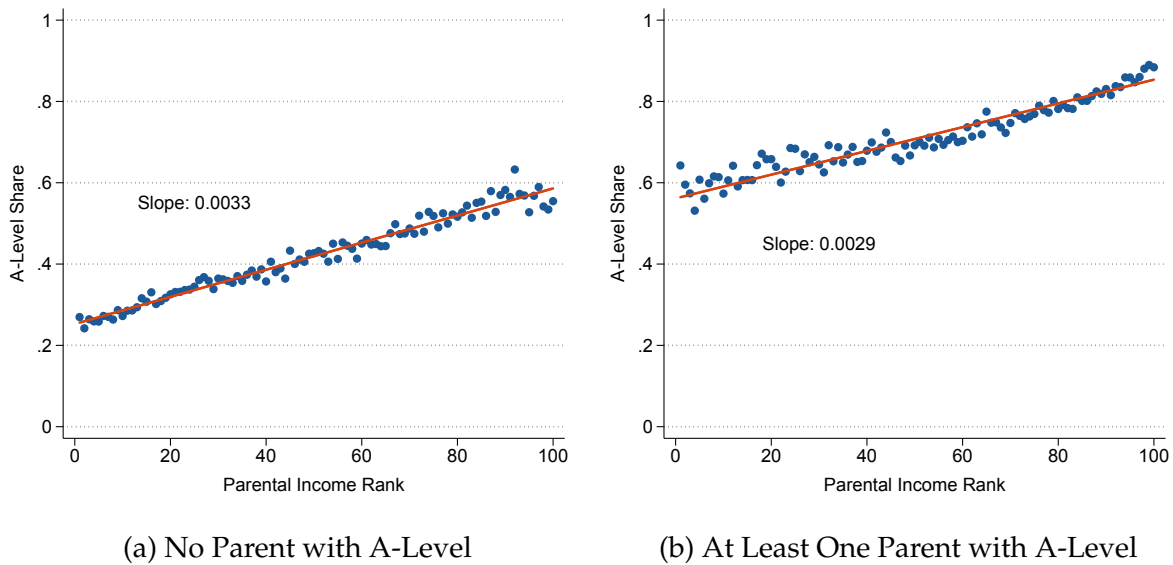 1
.8
.6
.4
.2
0
A-Level Share
Slope: 0.0033
0 20 40 60 80 100
Parental Income Rank
(a) No Parent with A-Level
1
.8
.6
.4
.2
0
A-Level Share
Slope: 0.0029
0 20 40 60 80 100
Parental Income Rank
(b) At Least One Parent with A-Level